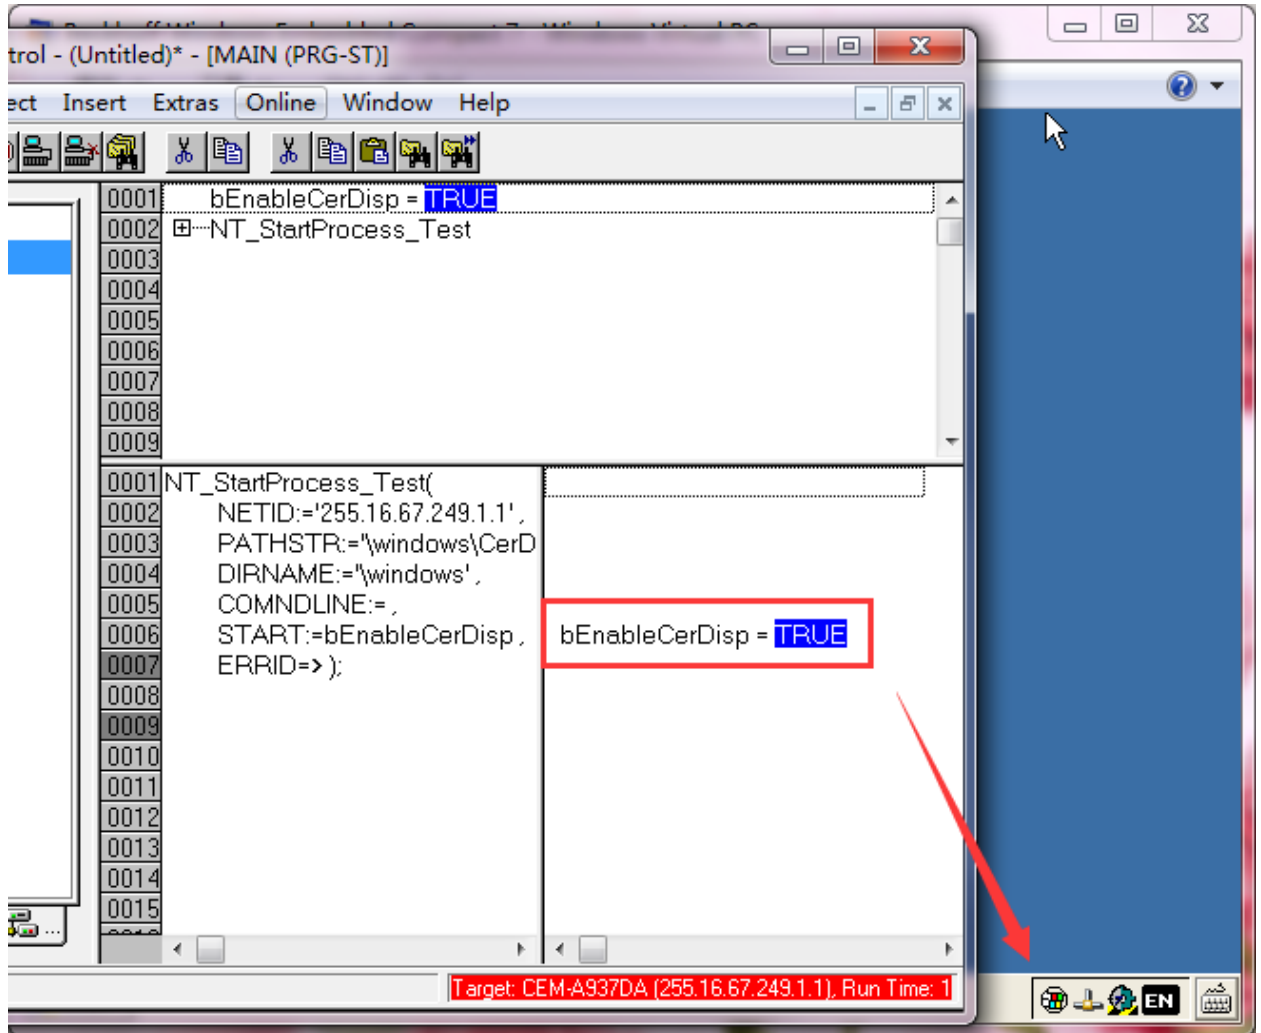 trol - (Untitled)* - [MAIN (PRG-ST)]
ect Insert Extras Online Window Help
0001 bEnableCerDisp = TRUE
0002 NT_StartProcess_Test
0003
0004
0005
0006
0007
0008
0009
0001 NT_StartProcess_Test(
0002 NETID:='255.16.67.249.1.1' ,
0003 PATHSTR:='\windows\CerD
0004 DIRNAME:='\windows' ,
0005 COMNDLINE:= ,
0006 START:=bEnableCerDisp , bEnableCerDisp = TRUE
0007 ERRID=> );
0008
0009
0010
0011
0012
0013
0014
0015
...
Target: CEM-A937DA (255.16.67.249.1.1), Run Time: 1
EN